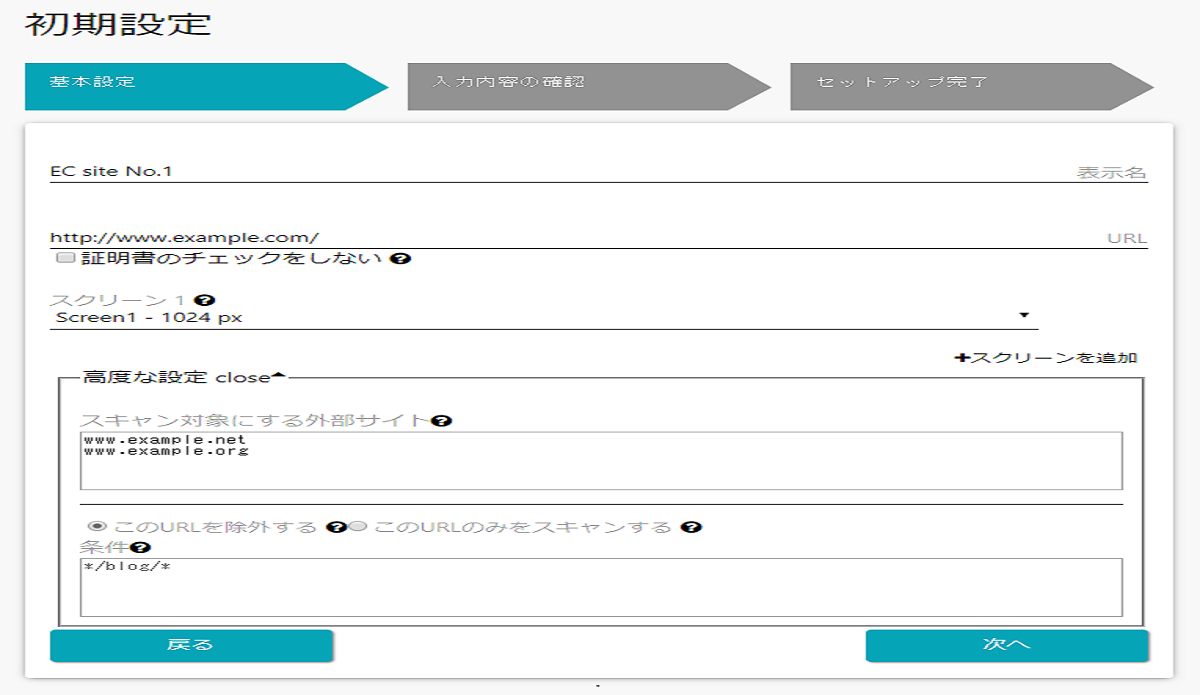 初期設定
基本設定 入力内容の確認 セットアップ完了
EC site No.1 表示名
http://www.example.com/ URL
証明書のチェックをしない
スクリーン 1
Screen1 - 1024 px
+スクリーンを追加
高度な設定 close
スキャン対象にする外部サイト
www.example.net
www.example.org
このURLを除外する このURLのみをスキャンする
条件
*/blog/*
戻る 次へ